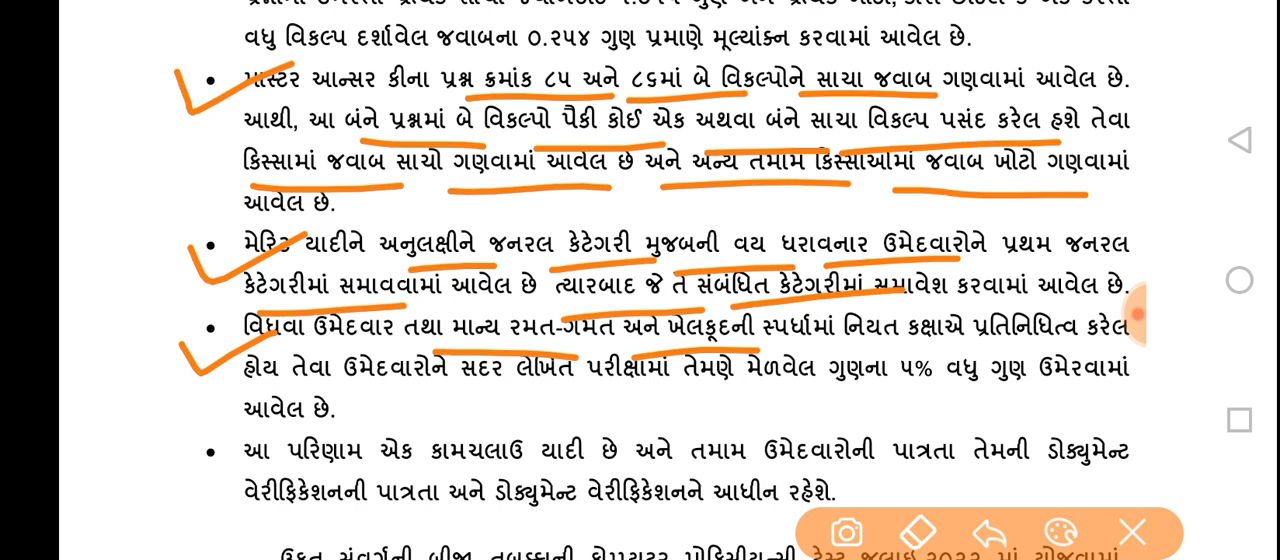 વધુ વિકલ્પ દર્શાવેલ જવાબના ૦.૨૫૪ ગુણ પ્રમાણે મૂલ્યાંક્ન કરવામાં આવેલ છે.
• માસ્ટર આન્સર કીના પ્રશ્ન ક્રમાંક ૮૫ અને ૮૬માં બે વિકલ્પોને સાચા જવાબ ગણવામાં આવેલ છે.
આથી, આ બંને પ્રશ્નમાં બે વિકલ્પો પૈકી કોઈ એક અથવા બંને સાચા વિકલ્પ પસંદ કરેલ હશે તેવા
કિસ્સામાં જવાબ સાચો ગણવામાં આવેલ છે અને અન્ય તમામ કિસ્સાઓમાં જવાબ ખોટો ગણવામાં
આવેલ છે.
• મેરિટ યાદીને અનુલક્ષીને જનરલ કેટેગરી મુજબની વય ધરાવનાર ઉમેદવારોને પ્રથમ જનરલ
કેટેગરીમાં સમાવવામાં આવેલ છે ત્યારબાદ જે તે સંબંધિત કેટેગરીમાં સમાવેશ કરવામાં આવેલ છે.
• વિધવા ઉમેદવાર તથા માન્ય રમત-ગમત અને ખેલકૂદની સ્પર્ધામાં નિયત કક્ષાએ પ્રતિનિધિત્વ કરેલ
હોય તેવા ઉમેદવારોને સદર લેખિત પરીક્ષામાં તેમણે મેળવેલ ગુણના ૫% વધુ ગુણ ઉમેરવામાં
આવેલ છે.
• આ પરિણામ એક કામચલાઉ યાદી છે અને તમામ ઉમેદવારોની પાત્રતા તેમની ડોક્યુમેન્ટ
વેરીફિકેશનની પાત્રતા અને ડોક્યુમેન્ટ વેરીફિકેશનને આધીન રહેશે.